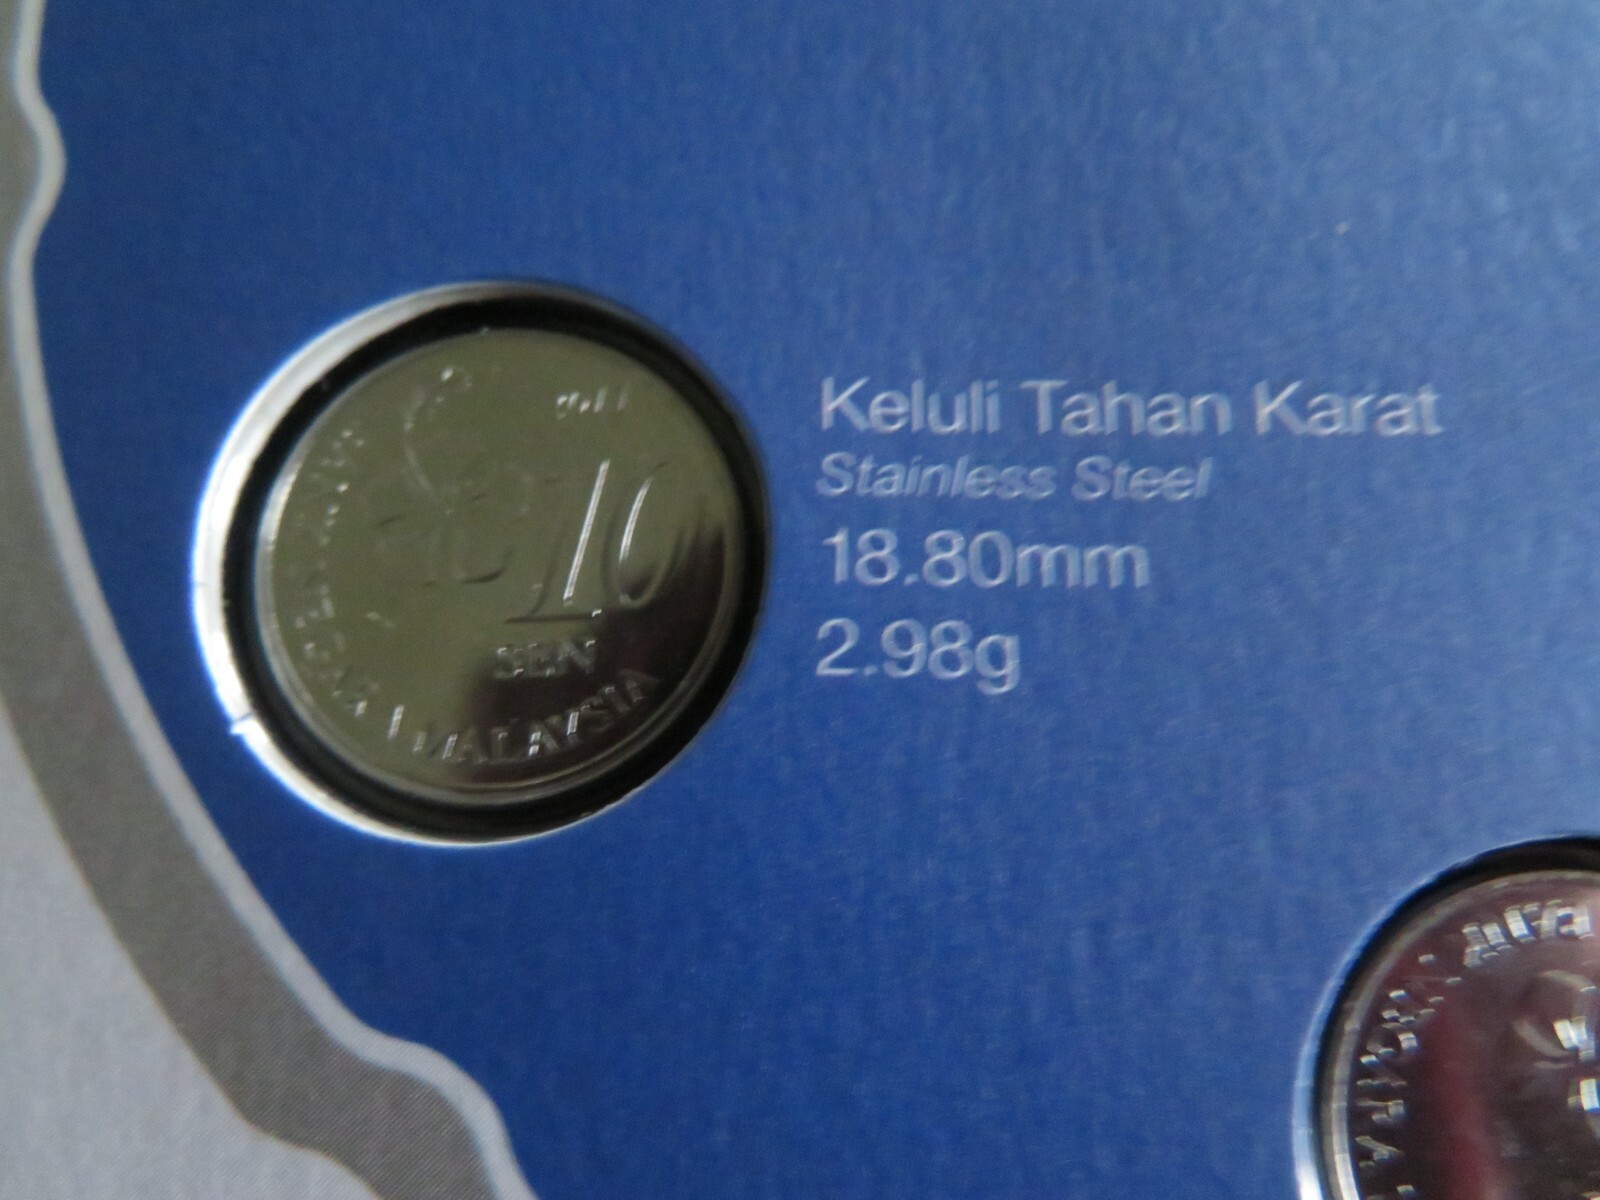 Keluli Tahan Karat
Stainless Steel
18.80mm
2.98g
10
SEN
MALAYSIA